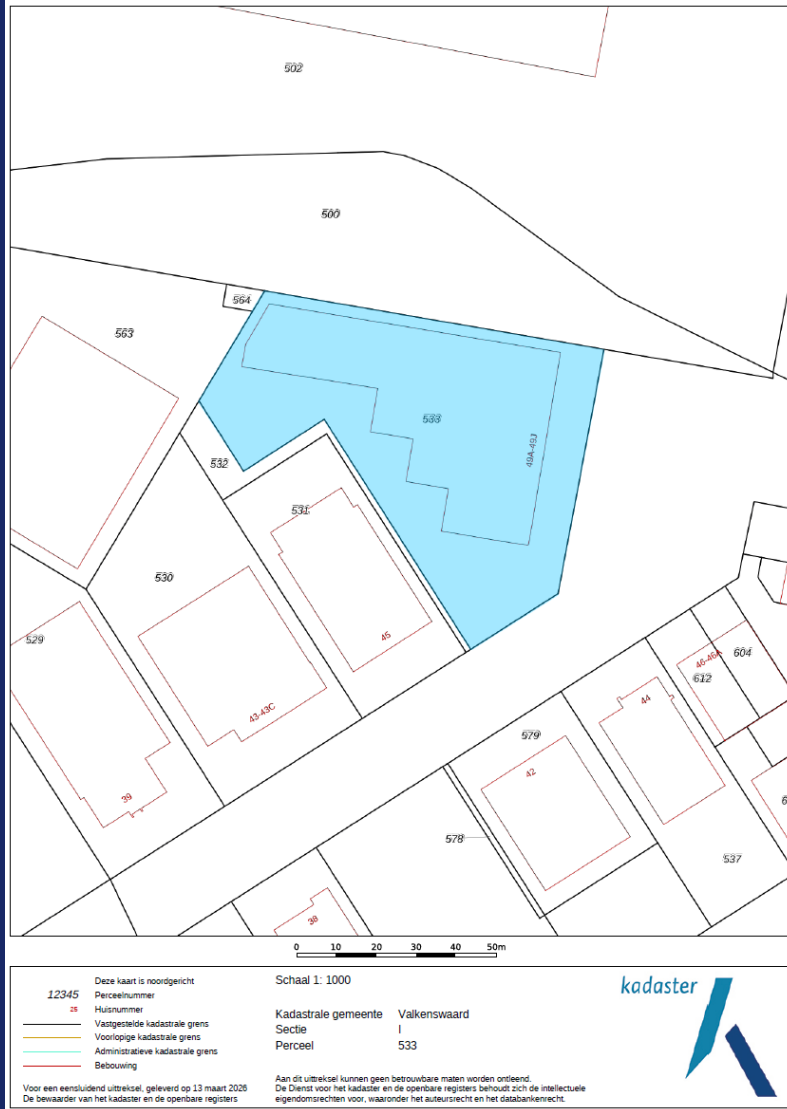 502
500
564
563
533
49A-49J
532
531
530
529
45
43-43C
39
604
46-46A
612
44
579
42
578
537
6
38
0 10 20 30 40 50m
Deze kaart is noordgericht
12345 Perceelnummer
25 Huisnummer
Vastgestelde kadastrale grens
Voorlopige kadastrale grens
Administratieve kadastrale grens
Bebouwing
Voor een eensluidend uittreksel, geleverd op 13 maart 2026
De bewaarder van het kadaster en de openbare registers
Schaal 1: 1000
Kadastrale gemeente Valkenswaard
Sectie I
Perceel 533
Aan dit uittreksel kunnen geen betrouwbare maten worden ontleend.
De Dienst voor het kadaster en de openbare registers behoudt zich de intellectuele
eigendomsrechten voor, waaronder het auteursrecht en het databankenrecht.
kadaster